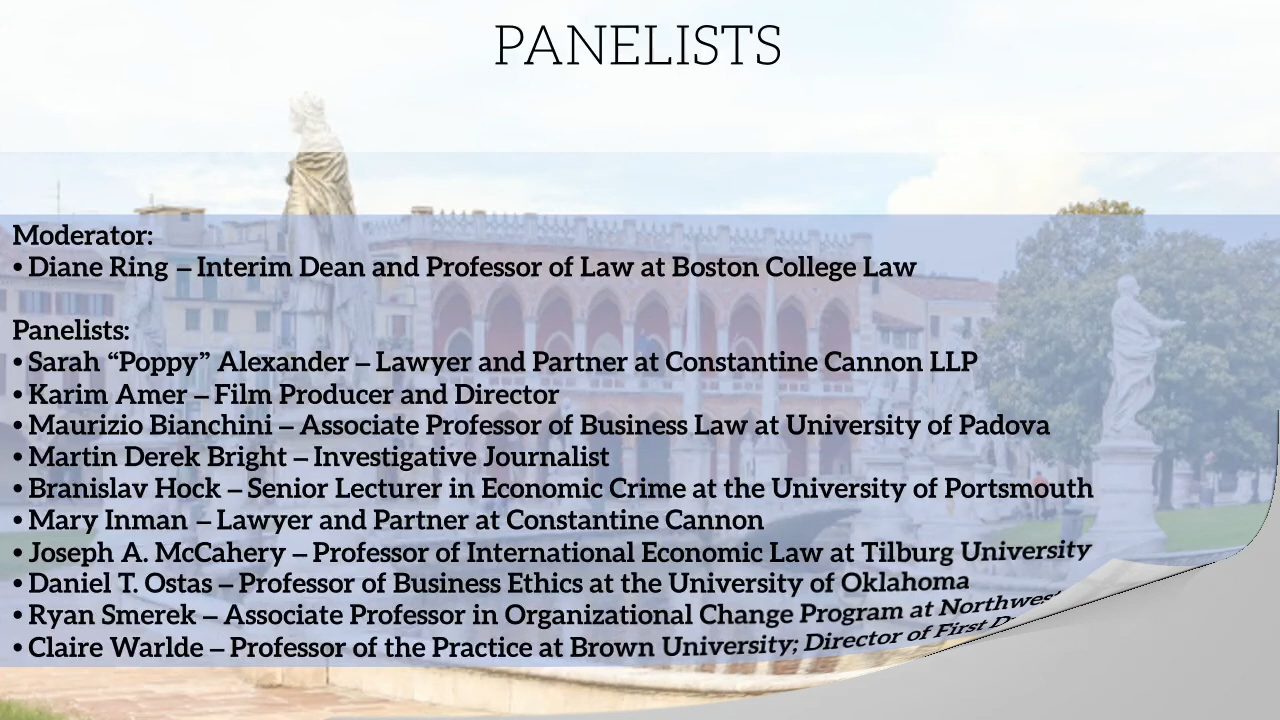 PANELISTS
Moderator:
• Diane Ring – Interim Dean and Professor of Law at Boston College Law
Panelists:
• Sarah “Poppy” Alexander – Lawyer and Partner at Constantine Cannon LLP
• Karim Amer – Film Producer and Director
• Maurizio Bianchini – Associate Professor of Business Law at University of Padova
• Martin Derek Bright – Investigative Journalist
• Branislav Hock – Senior Lecturer in Economic Crime at the University of Portsmouth
• Mary Inman – Lawyer and Partner at Constantine Cannon
• Joseph A. McCahery – Professor of International Economic Law at Tilburg University
• Daniel T. Ostas – Professor of Business Ethics at the University of Oklahoma
• Ryan Smerek – Associate Professor in Organizational Change Program at
• Claire Warlde – Professor of the Practice at Brown University; Director of First